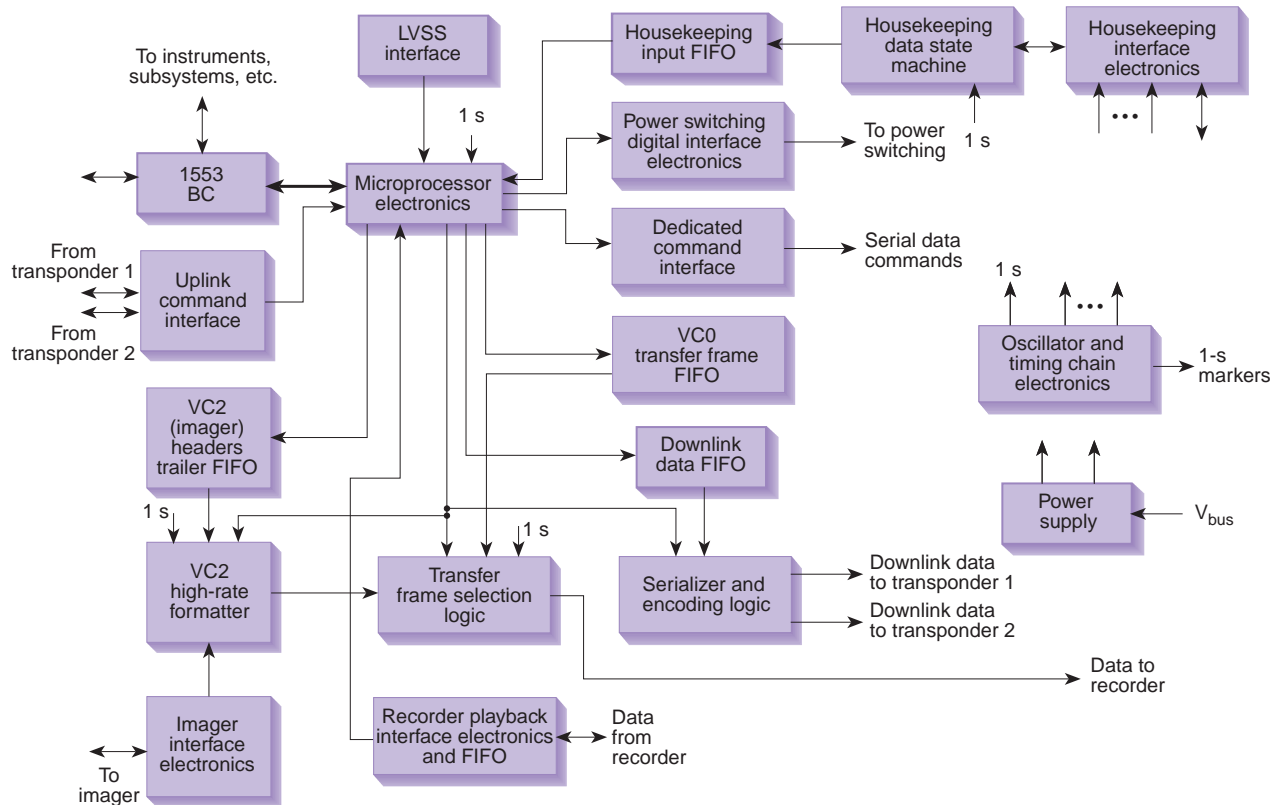 LVSS
interface
Housekeeping
input FIFO
Housekeeping
data state
machine
Housekeeping
interface
electronics
To instruments,
subsystems, etc.
1 s
Power switching
digital interface
electronics
To power
switching
1 s
1553
BC
Microprocessor
electronics
Dedicated
command
interface
Serial data
commands
From
transponder 1
Uplink
command
interface
From
transponder 2
1 s
VC0
transfer frame
FIFO
Oscillator and
timing chain
electronics
1-s
markers
VC2
(imager)
headers
trailer FIFO
Downlink
data FIFO
Power
supply
Vbus
1 s
1 s
VC2
high-rate
formatter
Transfer
frame selection
logic
Serializer and
encoding logic
Downlink data
to transponder 1
Downlink data
to transponder 2
Data to
recorder
Imager
interface
electronics
To
imager
Recorder playback
interface electronics
and FIFO
Data
from
recorder